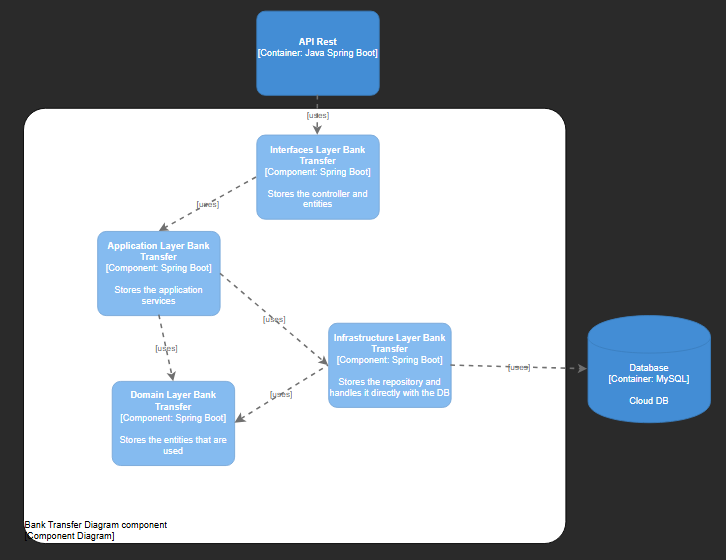 API Rest
[Container: Java Spring Boot]
[uses]
Interfaces Layer Bank
Transfer
[Component: Spring Boot]
Stores the controller and
entities
[uses]
Application Layer Bank
Transfer
[Component: Spring Boot]
Stores the application
services
[uses]
[uses]
Infrastructure Layer Bank
Transfer
[Component: Spring Boot]
Stores the repository and
handles it directly with the DB
[uses]
Database
[Container: MySQL]
Cloud DB
[uses]
Domain Layer Bank
Transfer
[Component: Spring Boot]
Stores the entities that are
used
Bank Transfer Diagram component
[Component Diagram]